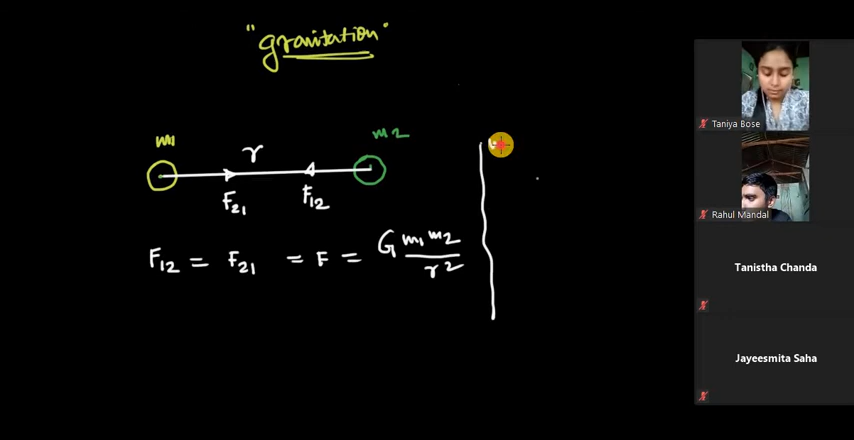 "gravitation"
m1
m2
r
F21
F12
F12 = F21 = F = G m1 m2 / r2
Taniya Bose
Rahul Mandal
Tanistha Chanda
Jayeesmita Saha